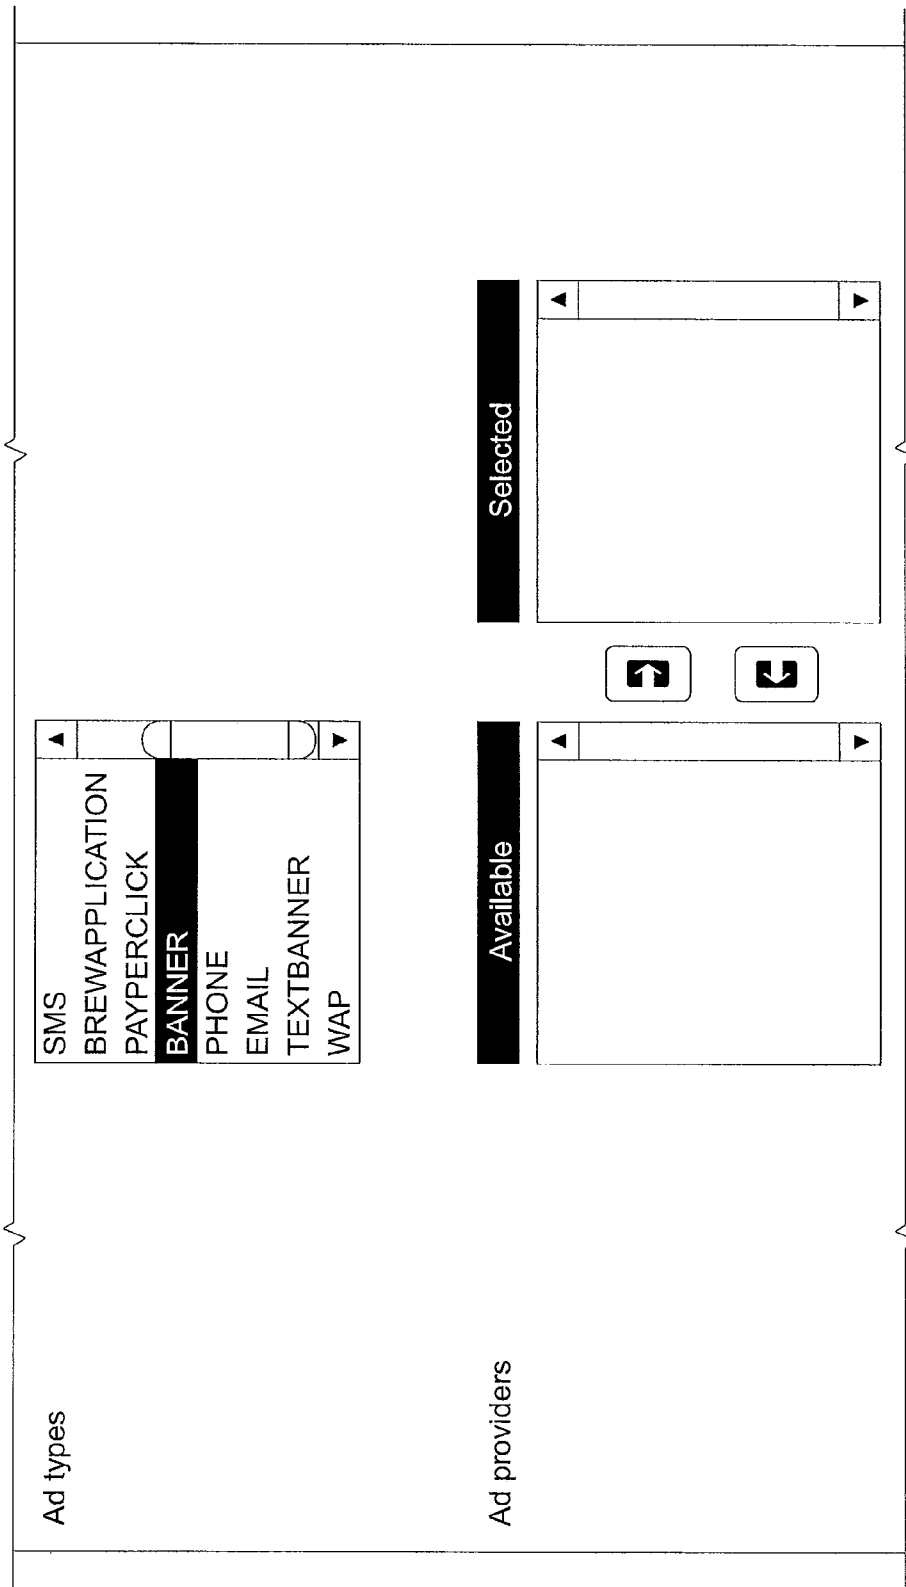 Ad types
SMS
BREWAPPLICATION
PAYPERCLICK
BANNER
PHONE
EMAIL
TEXTBANNER
WAP
Ad providers
Available
Selected